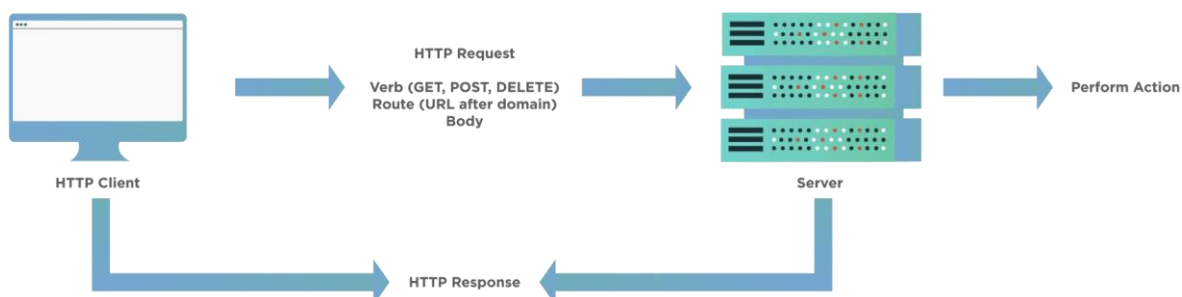 HTTP Request
Verb (GET, POST, DELETE)
Route (URL after domain)
Body
Perform Action
HTTP Client
Server
HTTP Response